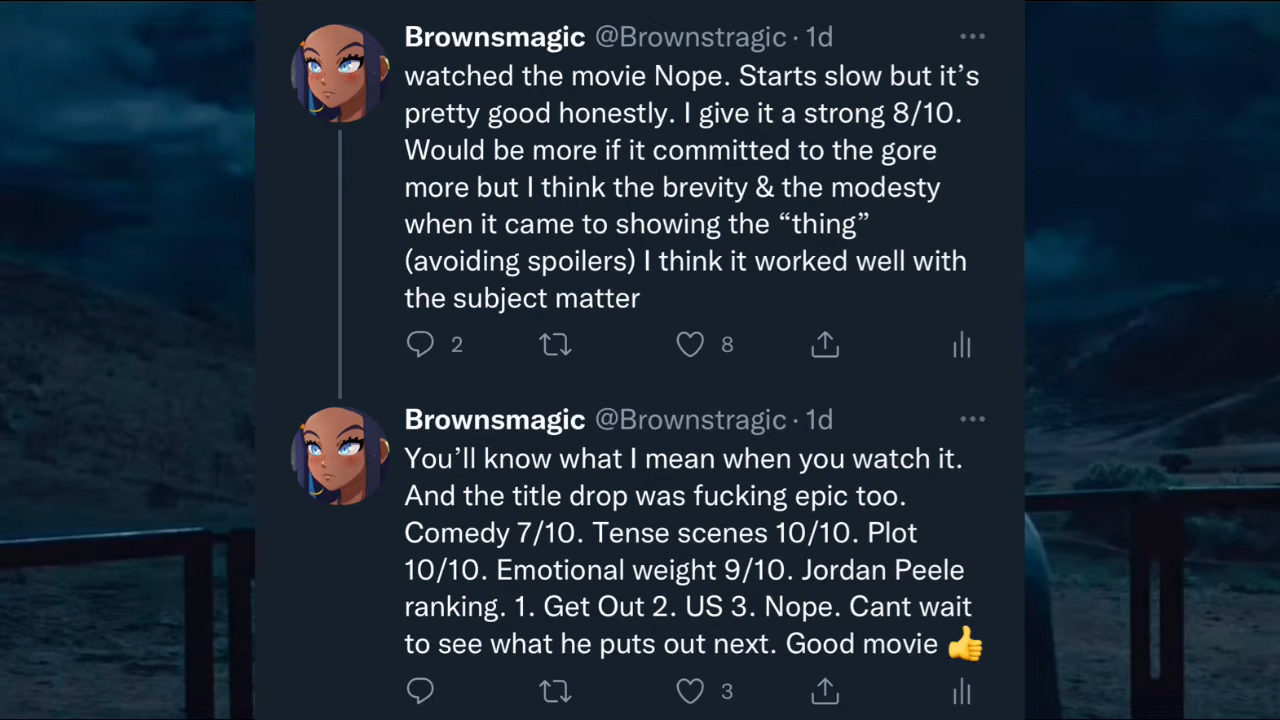 Brownsmagic @Brownstragic · 1d
watched the movie Nope. Starts slow but it’s
pretty good honestly. I give it a strong 8/10.
Would be more if it committed to the gore
more but I think the brevity & the modesty
when it came to showing the “thing”
(avoiding spoilers) I think it worked well with
the subject matter
2 8
Brownsmagic @Brownstragic · 1d
You’ll know what I mean when you watch it.
And the title drop was fucking epic too.
Comedy 7/10. Tense scenes 10/10. Plot
10/10. Emotional weight 9/10. Jordan Peele
ranking. 1. Get Out 2. US 3. Nope. Cant wait
to see what he puts out next. Good movie 👍
3